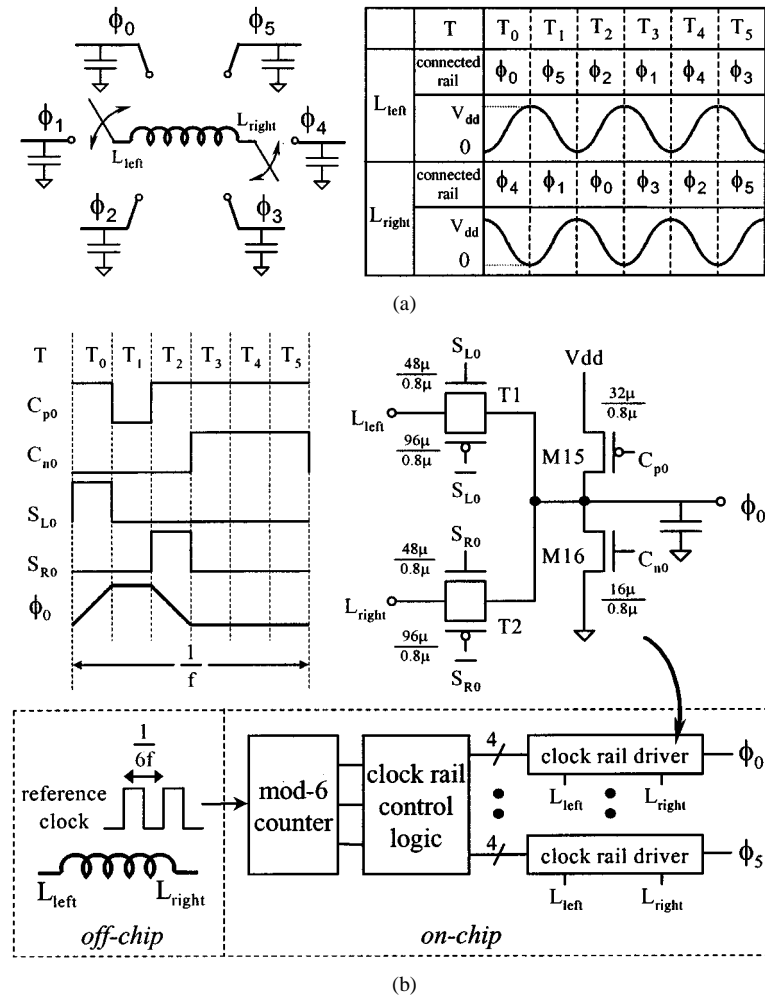 ϕ0
ϕ5
ϕ1
ϕ4
Lleft
Lright
ϕ2
ϕ3
T T0 T1 T2 T3 T4 T5
Lleft
connected rail ϕ0 ϕ5 ϕ2 ϕ1 ϕ4 ϕ3
Vdd
0
Lright
connected rail ϕ4 ϕ1 ϕ0 ϕ3 ϕ2 ϕ5
Vdd
0
(a)
T T0 T1 T2 T3 T4 T5
Cp0
Cn0
SL0
SR0
ϕ0
1/f
SL0
48μ/0.8μ
T1
Lleft
96μ/0.8μ
SL0
SR0
48μ/0.8μ
Lright
T2
96μ/0.8μ
SR0
Vdd
32μ/0.8μ
M15
Cp0
ϕ0
M16
Cn0
16μ/0.8μ
1/6f
reference
clock
Lleft
Lright
off-chip
mod-6
counter
clock rail
control
logic
4
clock rail driver
ϕ0
Lleft
Lright
4
clock rail driver
ϕ5
Lleft
Lright
on-chip
(b)